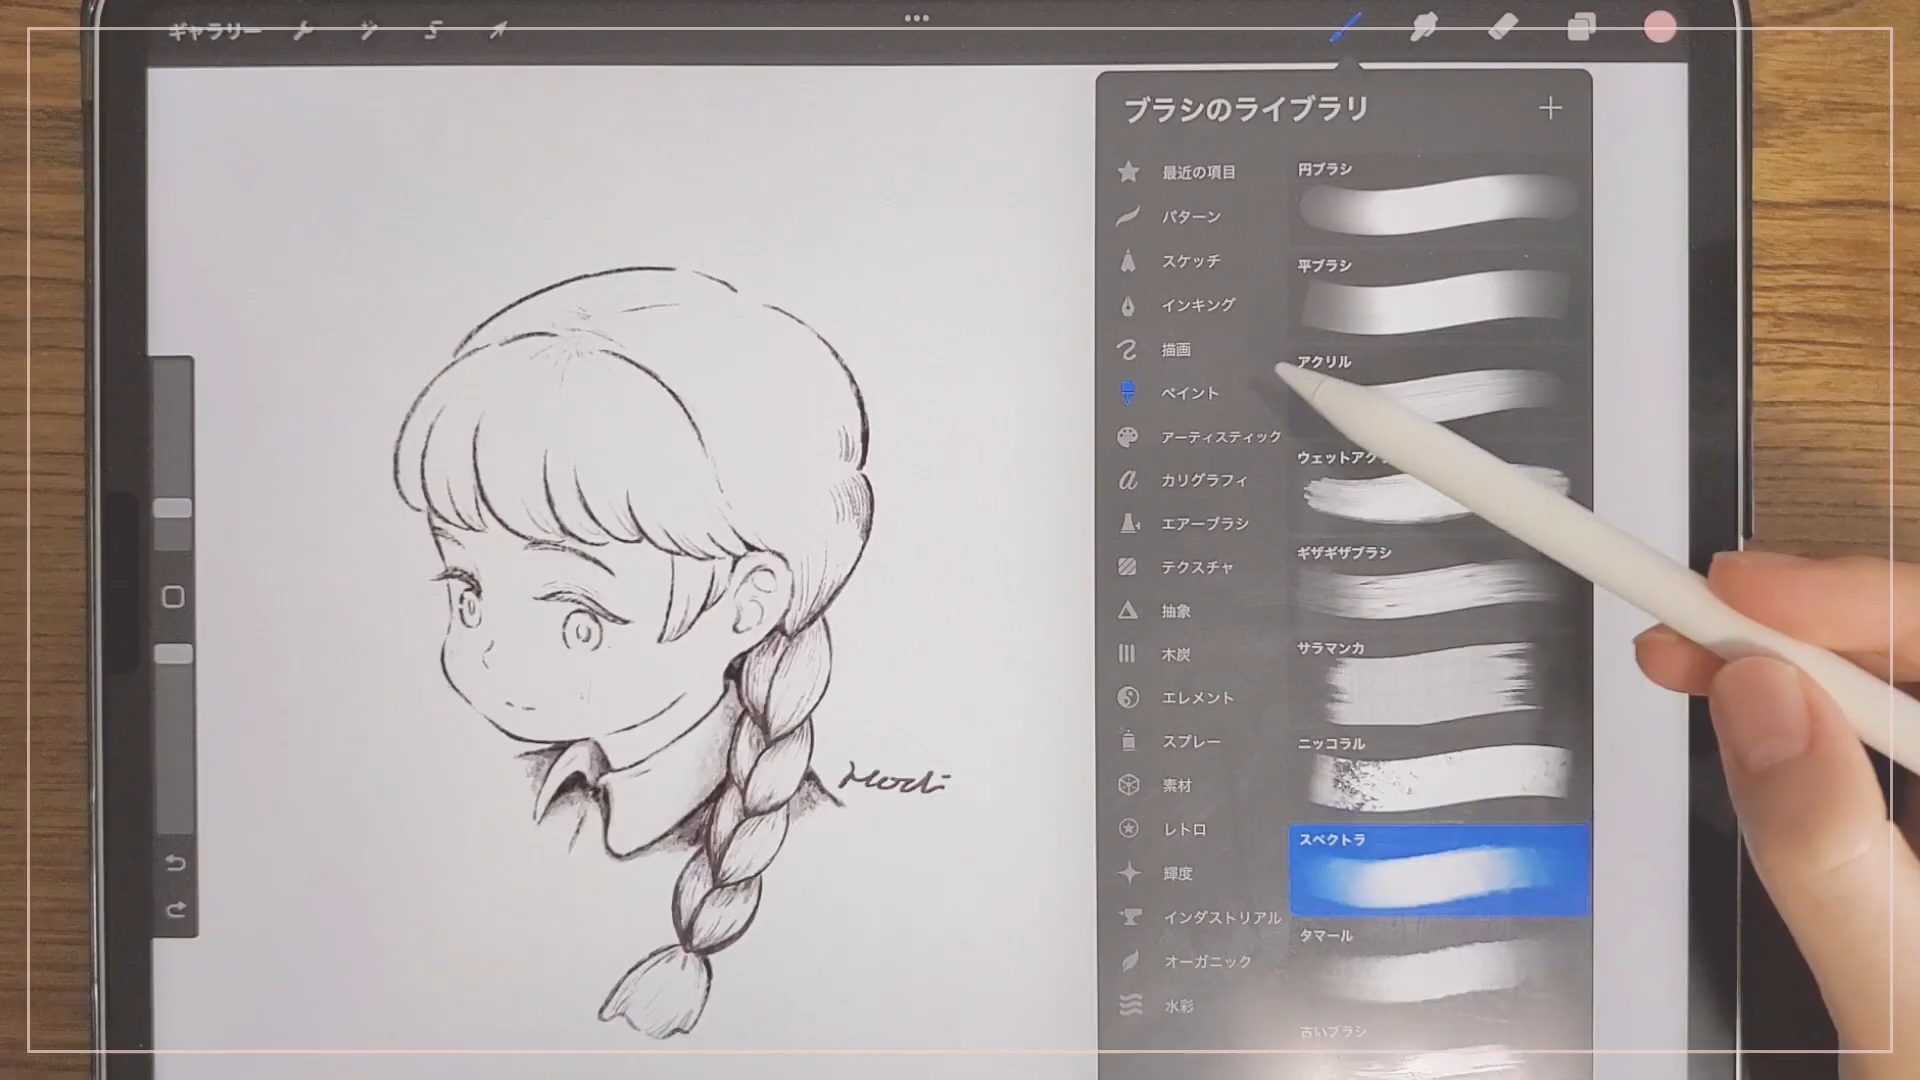 ギャラリー
ブラシのライブラリ
最近の項目
パターン
スケッチ
インキング
描画
ペイント
アーティスティック
カリグラフィ
エアーブラシ
テクスチャ
抽象
木炭
エレメント
スプレー
素材
レトロ
輝度
インダストリアル
オーガニック
水彩
円ブラシ
平ブラシ
アクリル
ウェットアク
ギザギザブラシ
サラマンカ
ニッコラル
スペクトラ
タマール
古いブラシ